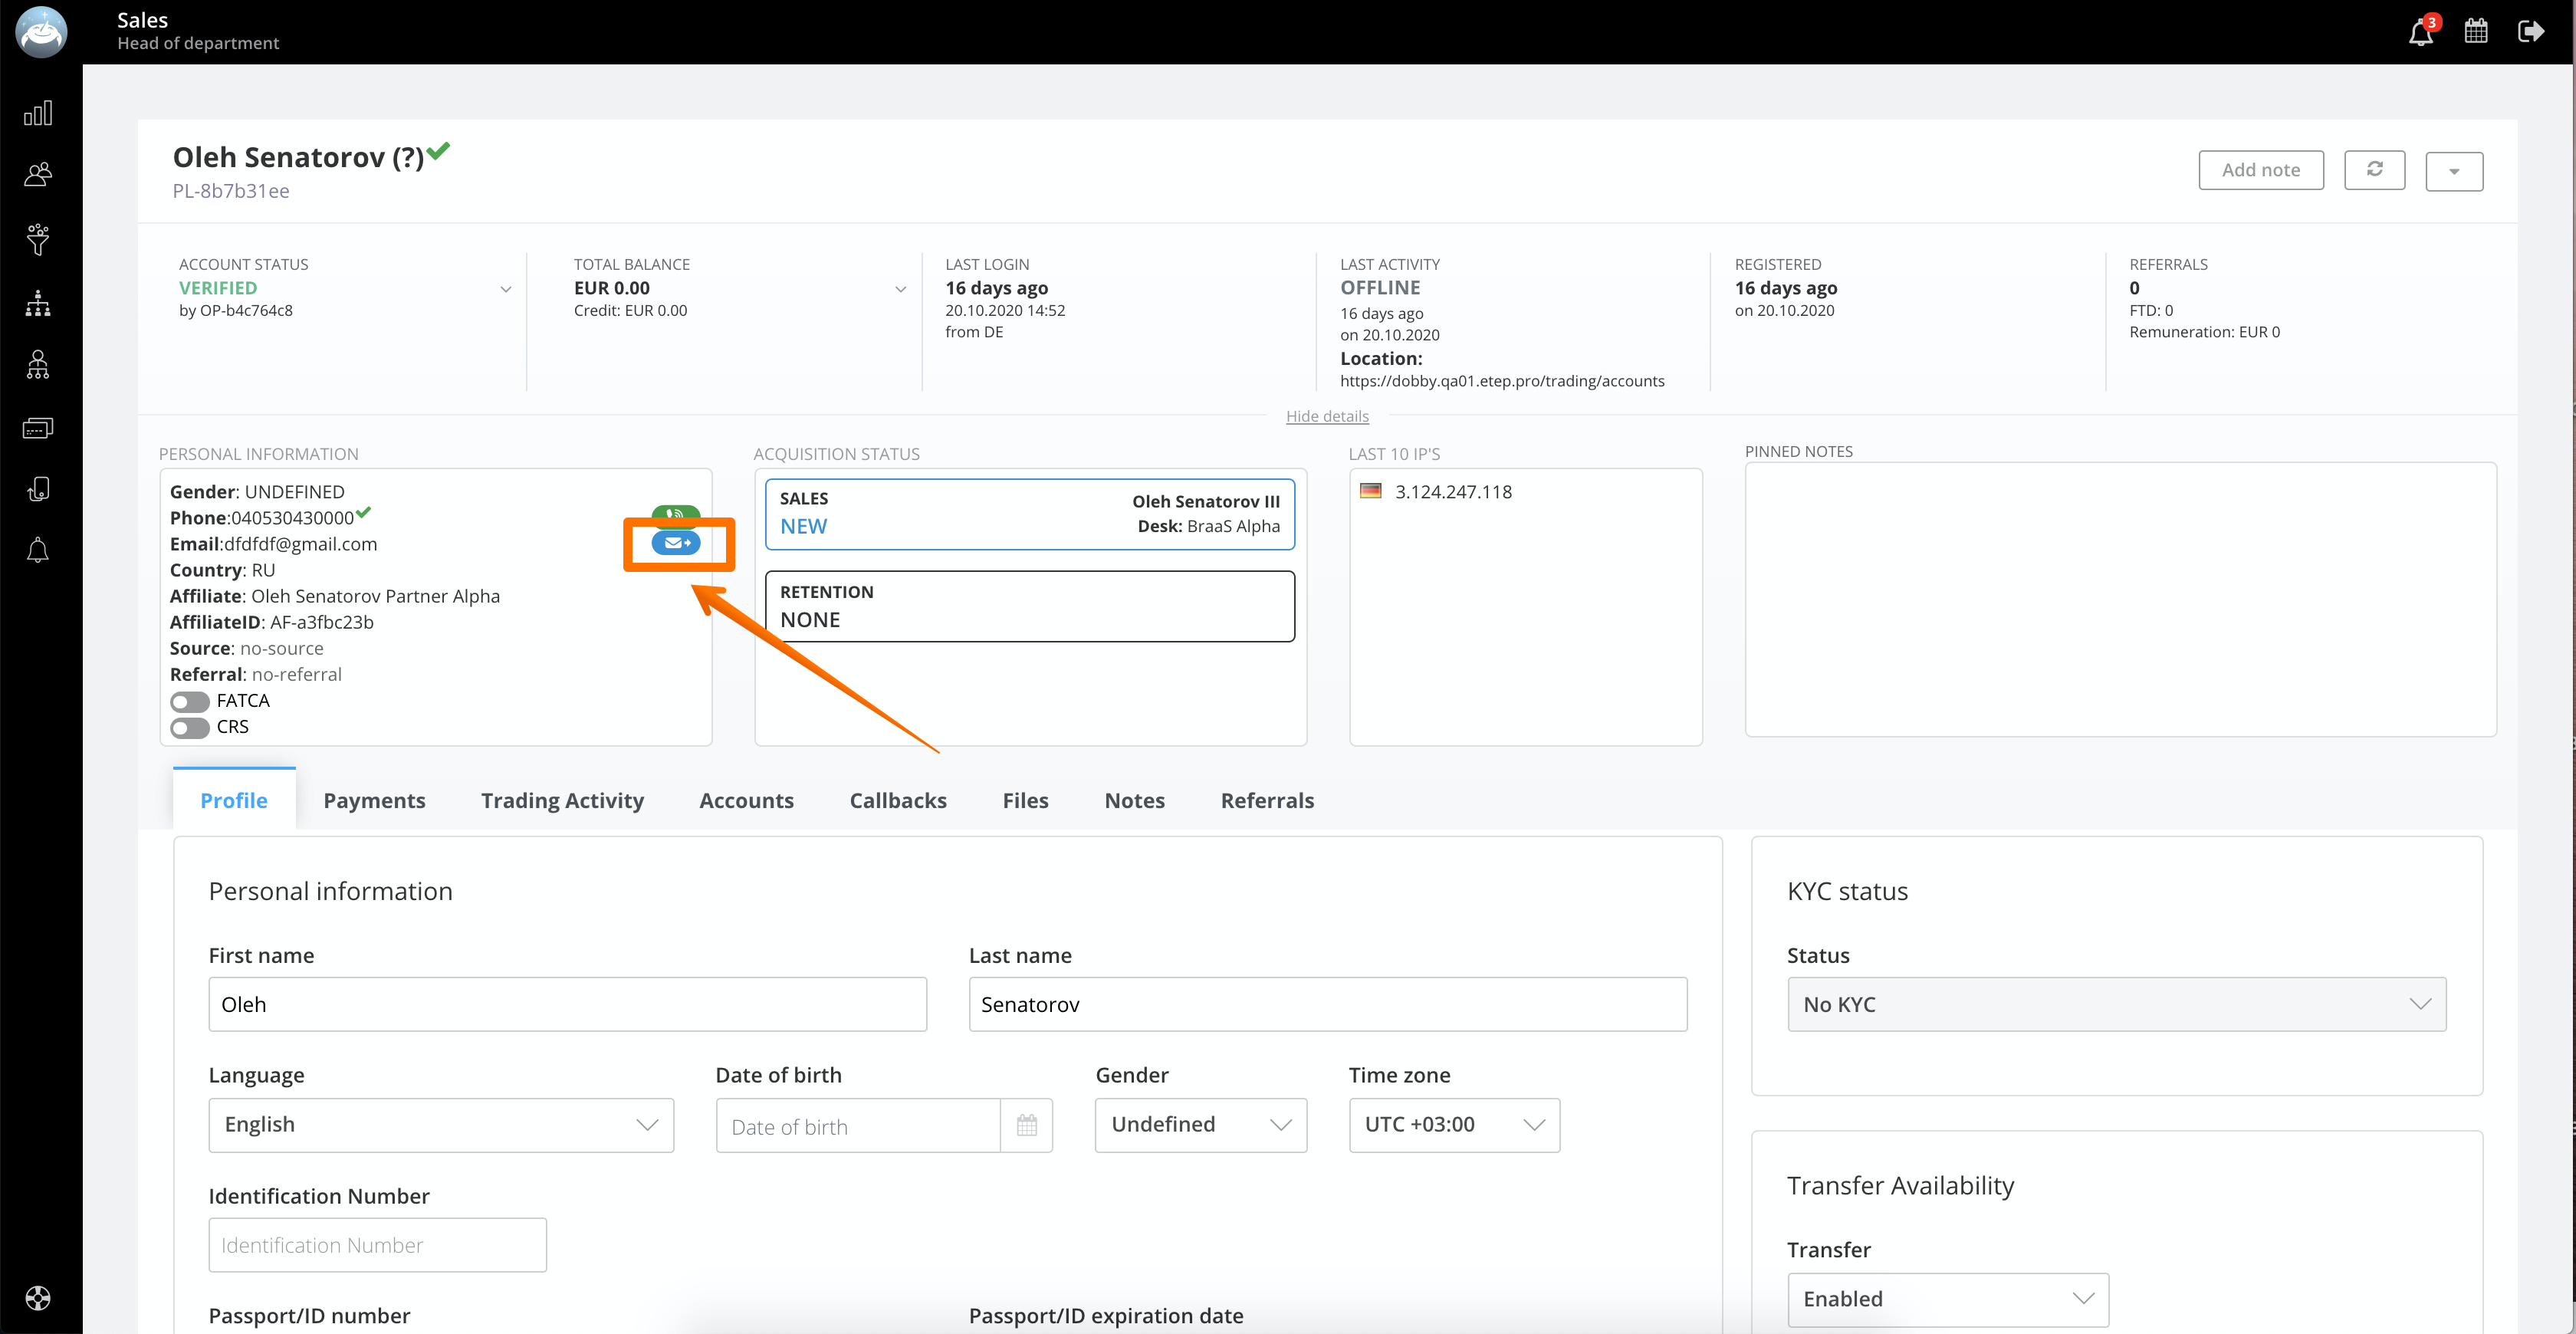 Sales
Head of department
3
Oleh Senatorov (?)
PL-8b7b31ee
Add note
ACCOUNT STATUS
VERIFIED
by OP-b4c764c8
TOTAL BALANCE
EUR 0.00
Credit: EUR 0.00
LAST LOGIN
16 days ago
20.10.2020 14:52
from DE
LAST ACTIVITY
OFFLINE
16 days ago
on 20.10.2020
Location:
https://dobby.qa01.etep.pro/trading/accounts
REGISTERED
16 days ago
on 20.10.2020
REFERRALS
0
FTD: 0
Remuneration: EUR 0
Hide details
PERSONAL INFORMATION
Gender: UNDEFINED
Phone:040530430000
Email:dfdfdf@gmail.com
Country: RU
Affiliate: Oleh Senatorov Partner Alpha
AffiliateID: AF-a3fbc23b
Source: no-source
Referral: no-referral
FATCA
CRS
ACQUISITION STATUS
SALES
NEW
Oleh Senatorov III
Desk: BraaS Alpha
RETENTION
NONE
LAST 10 IP'S
3.124.247.118
PINNED NOTES
Profile
Payments
Trading Activity
Accounts
Callbacks
Files
Notes
Referrals
Personal information
First name
Last name
Oleh
Senatorov
Language
Date of birth
Gender
Time zone
English
Date of birth
Undefined
UTC +03:00
Identification Number
Identification Number
Passport/ID number
Passport/ID expiration date
KYC status
Status
No KYC
Transfer Availability
Transfer
Enabled